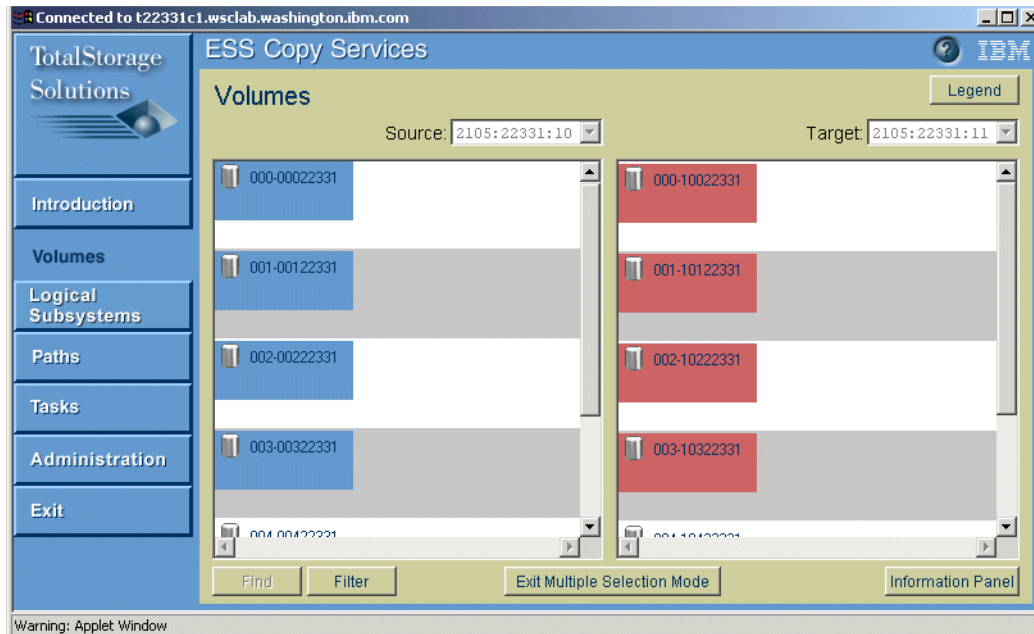 Connected to t22331c1.wsclab.washington.ibm.com
TotalStorage
Solutions
ESS Copy Services
? IBM
Volumes
Legend
Source: 2105:22331:10
Target: 2105:22331:11
000-00022331
000-10022331
001-00122331
001-10122331
002-00222331
002-10222331
003-00322331
003-10322331
Introduction
Volumes
Logical
Subsystems
Paths
Tasks
Administration
Exit
Find
Filter
Exit Multiple Selection Mode
Information Panel
Warning: Applet Window